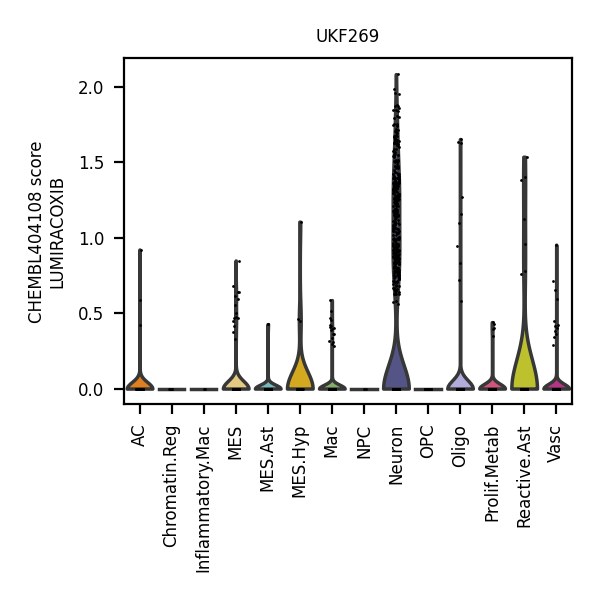 UKF269
CHEMBL404108 score
LUMIRACOXIB
2.0
1.5
1.0
0.5
0.0
AC
Chromatin.Reg
Inflammatory.Mac
MES
MES.Ast
MES.Hyp
Mac
NPC
Neuron
OPC
Oligo
Prolif.Metab
Reactive.Ast
Vasc